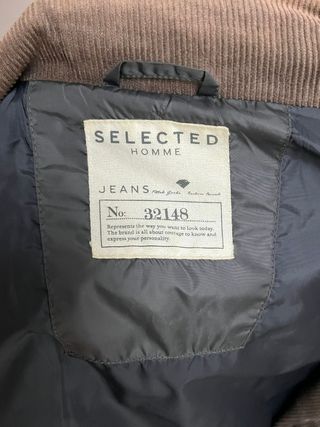 SELECTED
HOMME
JEANS
No: 32148
Represents the way you want to look today.
The brand is all about courage to know and
express your personality.